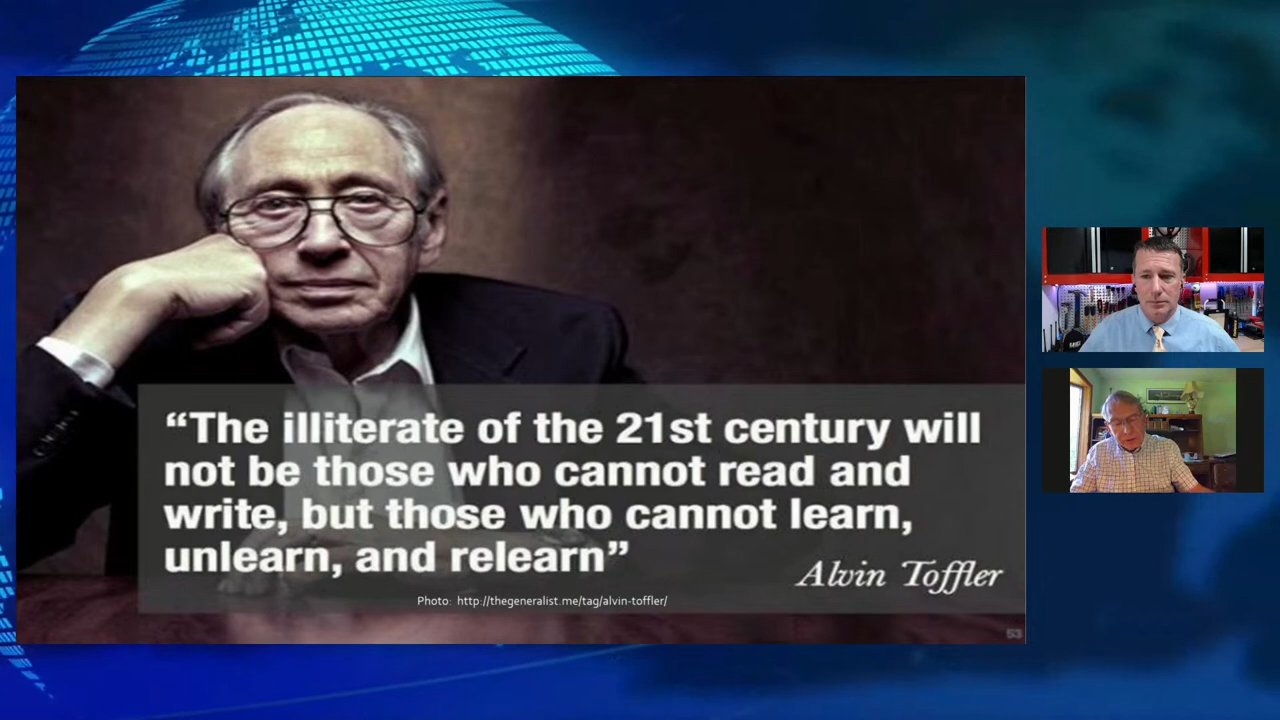 “The illiterate of the 21st century will
not be those who cannot read and
write, but those who cannot learn,
unlearn, and relearn”
Alvin Toffler
Photo: http://thegeneralist.me/tag/alvin-toffler/
53